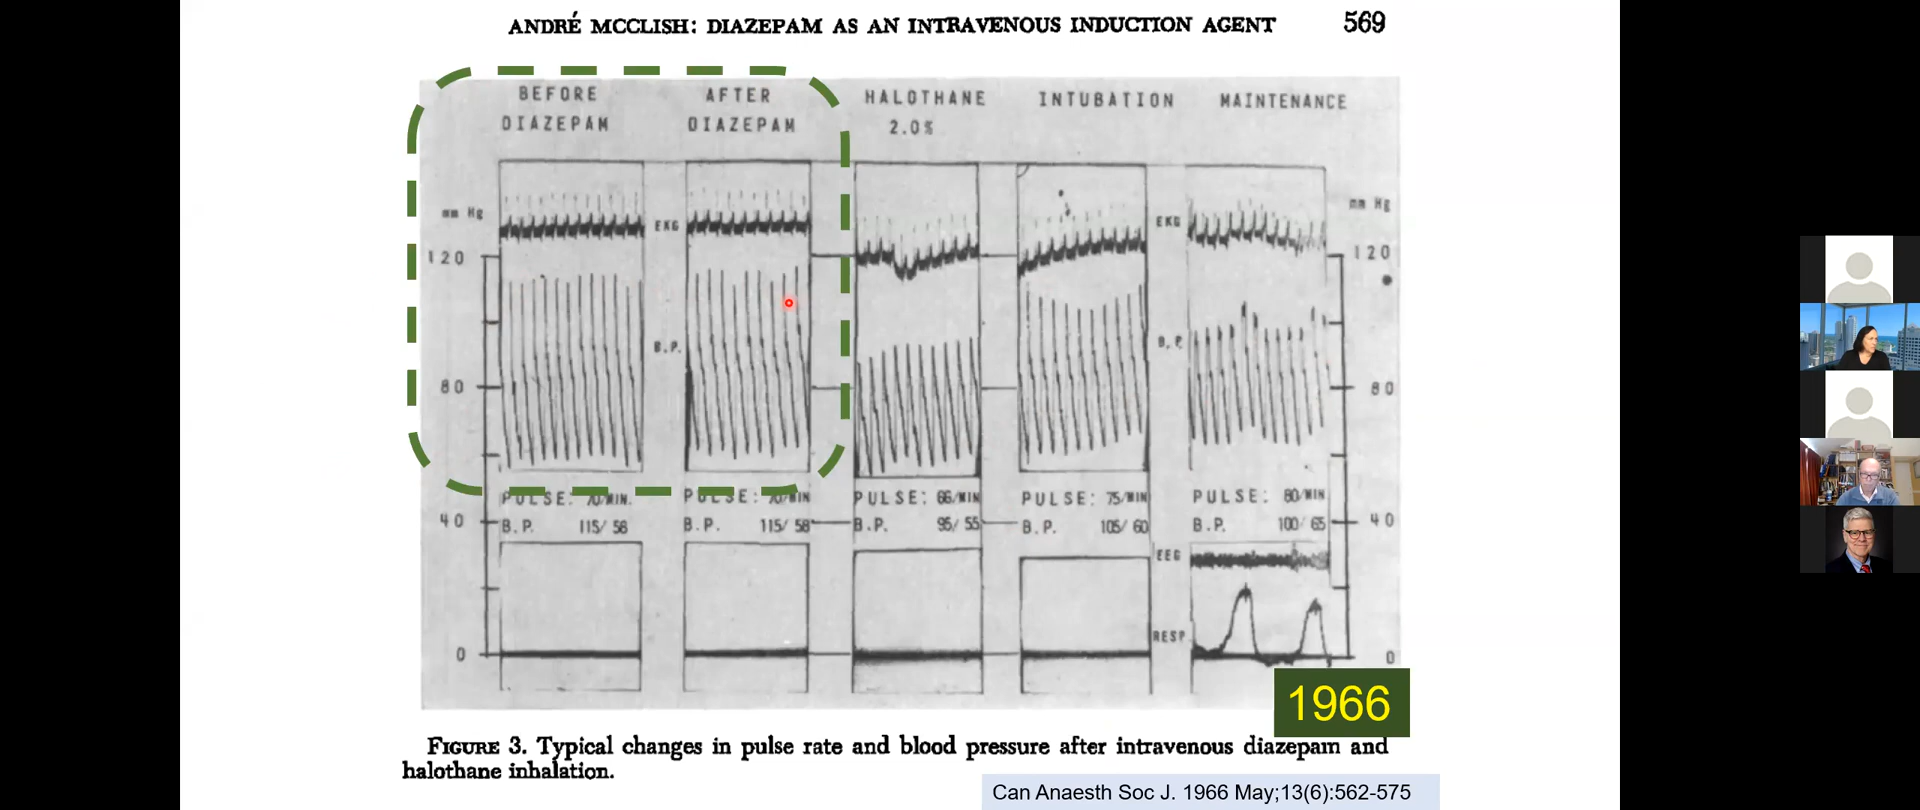 ANDRÉ MCCLISH: DIAZEPAM AS AN INTRAVENOUS INDUCTION AGENT 569
BEFORE DIAZEPAM
AFTER DIAZEPAM
HALOTHANE 2.0%
INTUBATION
MAINTENANCE
mm Hg
EKG
EKG
mm Hg
120
120
B.P.
B.P.
80
80
PULSE: 70/MIN.
B.P. 115/58
PULSE: 70/MIN
B.P. 115/58
PULSE: 66/MIN
B.P. 95/55
PULSE: 75/MIN
B.P. 105/60
PULSE: 80/MIN.
B.P. 100/65
40
40
EEG
RESP
0
0
1966
FIGURE 3. Typical changes in pulse rate and blood pressure after intravenous diazepam and
halothane inhalation.
Can Anaesth Soc J. 1966 May;13(6):562-575